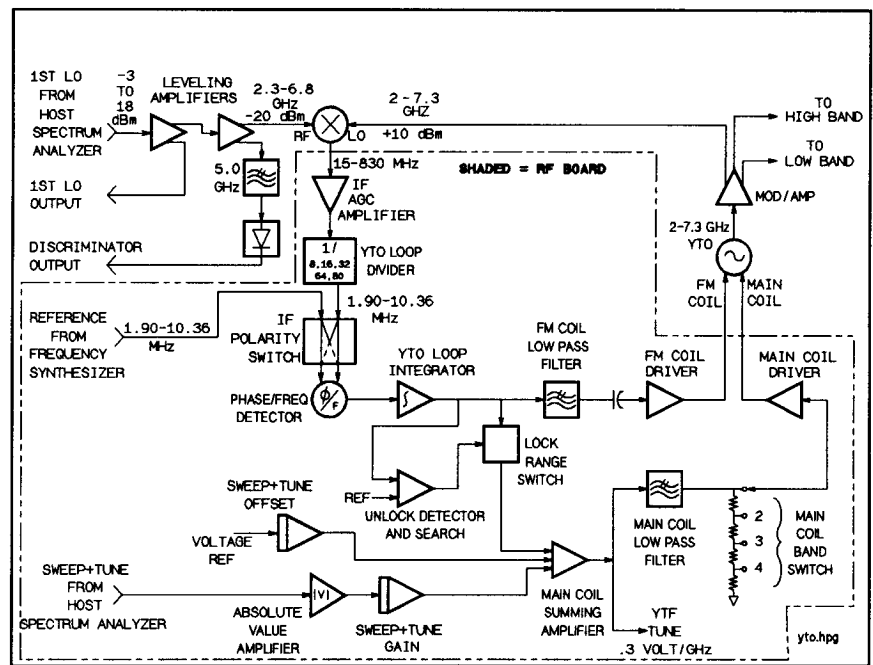 1ST LO
FROM
HOST
SPECTRUM
ANALYZER
-3
TO
18
dBm
LEVELING
AMPLIFIERS
2.3-6.8
GHz
-20 dBm
RF
LO
2-7.3
GHz
+10 dBm
TO
HIGH BAND
TO
LOW BAND
1ST LO
OUTPUT
5.0
GHz
15-830 MHz
SHADED = RF BOARD
IF
AGC
AMPLIFIER
MOD/AMP
DISCRIMINATOR
OUTPUT
1/
8,16,32
64,80
YTO LOOP
DIVIDER
2-7.3 GHz
YTO
FM
COIL
MAIN
COIL
REFERENCE
FROM
FREQUENCY
SYNTHESIZER
1.90-10.36
MHz
IF
POLARITY
SWITCH
1.90-10.36
MHz
YTO LOOP
INTEGRATOR
FM COIL
LOW PASS
FILTER
FM COIL
DRIVER
MAIN COIL
DRIVER
PHASE/FREQ
DETECTOR
Φ/F
∫
LOCK
RANGE
SWITCH
REF
UNLOCK DETECTOR
AND SEARCH
SWEEP+TUNE
OFFSET
VOLTAGE
REF
MAIN COIL
LOW PASS
FILTER
2
3
4
MAIN
COIL
BAND
SWITCH
SWEEP+TUNE
FROM
HOST
SPECTRUM ANALYZER
|V|
ABSOLUTE
VALUE
AMPLIFIER
SWEEP+TUNE
GAIN
MAIN COIL
SUMMING
AMPLIFIER
YTF
TUNE
.3 VOLT/GHz
yto.hpg